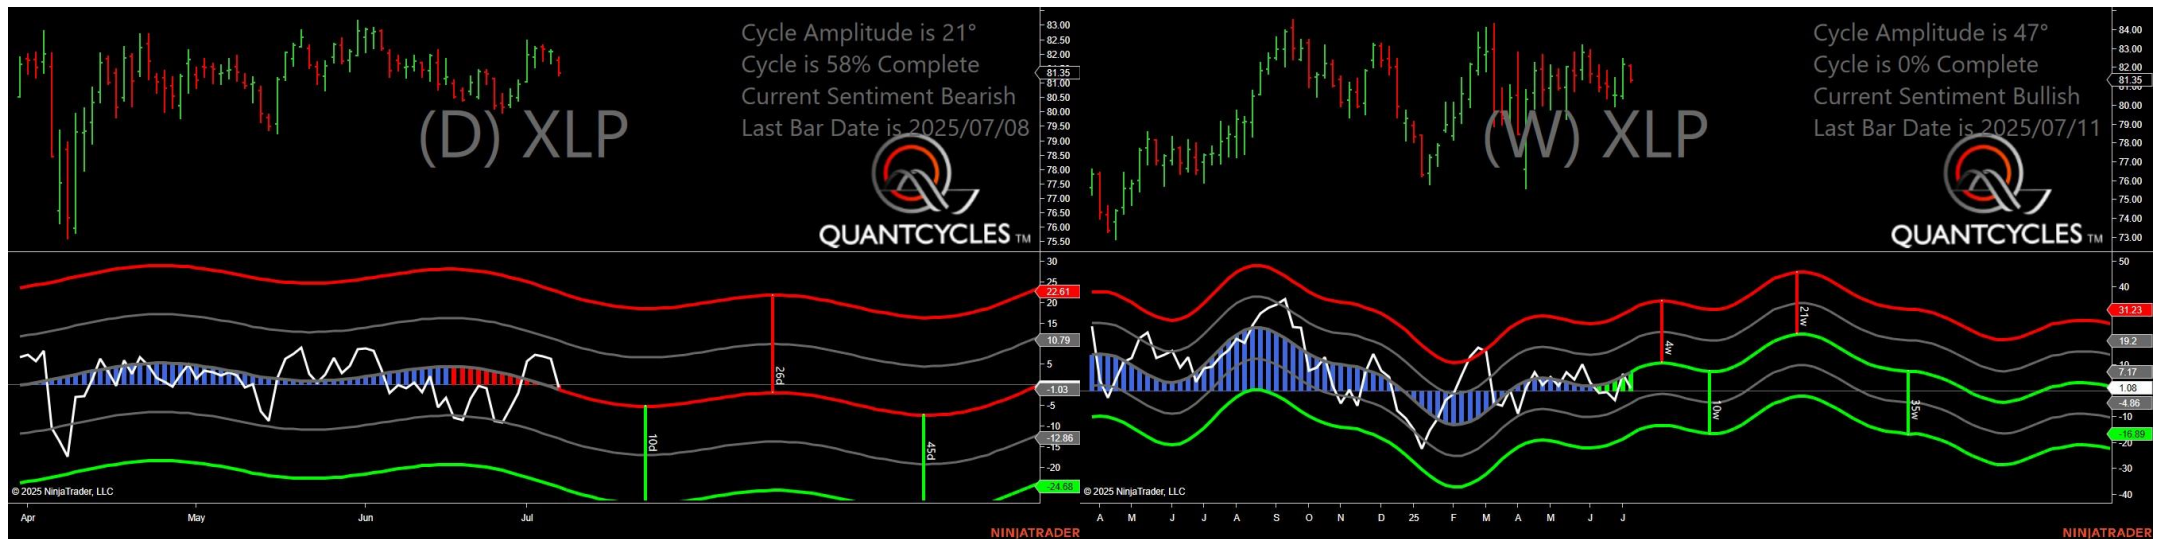 Cycle Amplitude is 21°
Cycle is 58% Complete
Current Sentiment Bearish
Last Bar Date is 2025/07/08
(D) XLP
QUANTCYCLES TM
83.00
82.50
82.00
81.50
81.35
81.00
80.50
80.00
79.50
79.00
78.50
78.00
77.50
77.00
76.50
76.00
75.50
30
25
22.61
20
15
10.79
5
-1.03
-5
-10
-12.86
-15
-20
-24.68
10d
26d
45d
© 2025 NinjaTrader, LLC
Apr May Jun Jul
NINJATRADER
Cycle Amplitude is 47°
Cycle is 0% Complete
Current Sentiment Bullish
Last Bar Date is 2025/07/11
(W) XLP
QUANTCYCLES TM
84.00
83.00
82.00
81.35
81.00
80.00
79.00
78.00
77.00
76.00
75.00
74.00
73.00
50
40
31.23
19.2
10
7.17
1.08
-4.86
-10
-16.89
-20
-30
-40
4w
10w
21w
35w
© 2025 NinjaTrader, LLC
A M J J A S O N D 25 F M A M J J
NINJATRADER